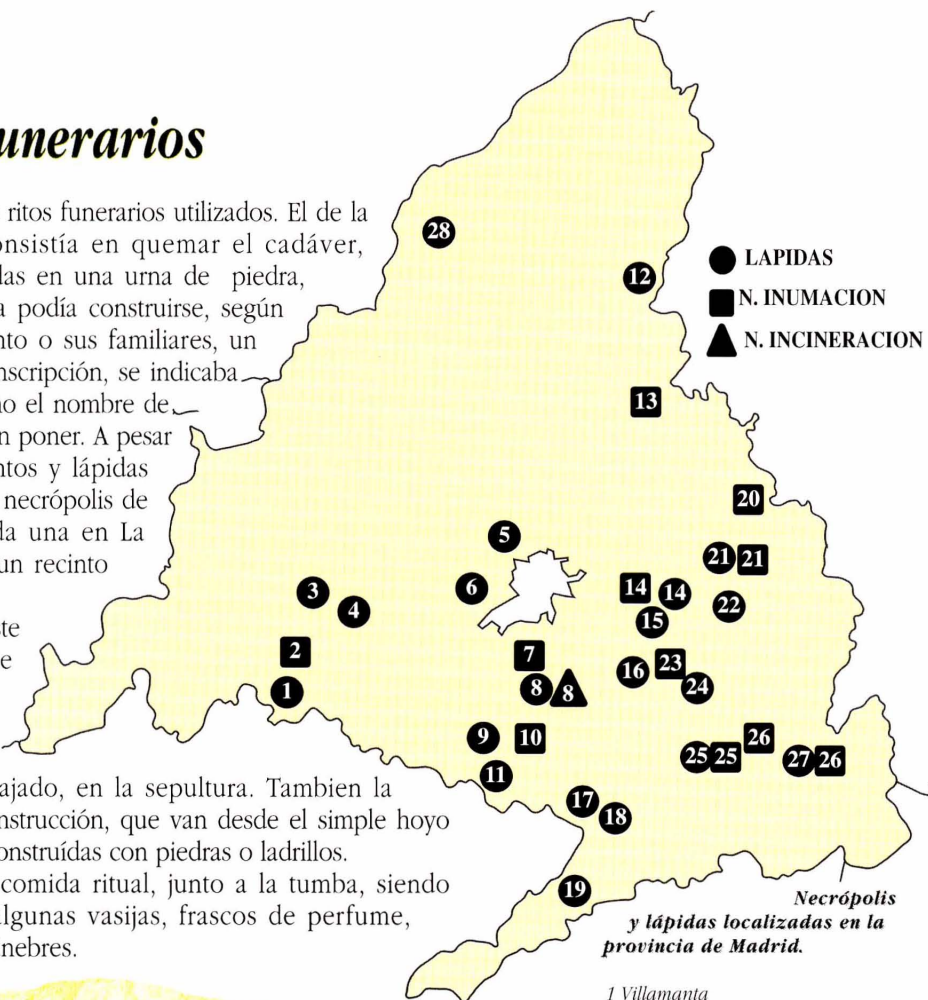 unerarios
ritos funerarios utilizados. El de la
onsistía en quemar el cadáver,
das en una urna de piedra,
a podía construirse, según
nto o sus familiares, un
nscripción, se indicaba
no el nombre de
n poner. A pesar
ntos y lápidas
necrópolis de
da una en La
un recinto
ste
e
ajado, en la sepultura. Tambien la
nstrucción, que van desde el simple hoyo
onstruídas con piedras o ladrillos.
comida ritual, junto a la tumba, siendo
algunas vasijas, frascos de perfume,
nebres.
LAPIDAS
N. INUMACION
N. INCINERACION
28
12
13
20
5
21 21
6
14 14
3
4
22
15
2
7
16 23
1
8 8
24
9 10
26
25 25
27 26
11
17
18
19
Necrópolis
y lápidas localizadas en la
provincia de Madrid.
1 Villamanta